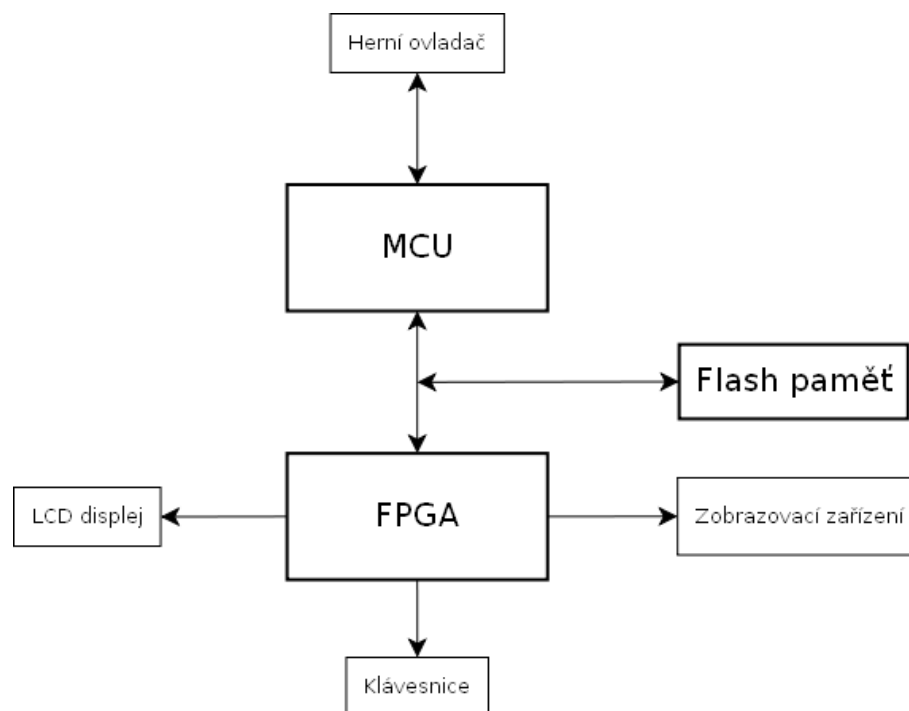 Herní ovladač
MCU
Flash paměť
LCD displej
FPGA
Zobrazovací zařízení
Klávesnice